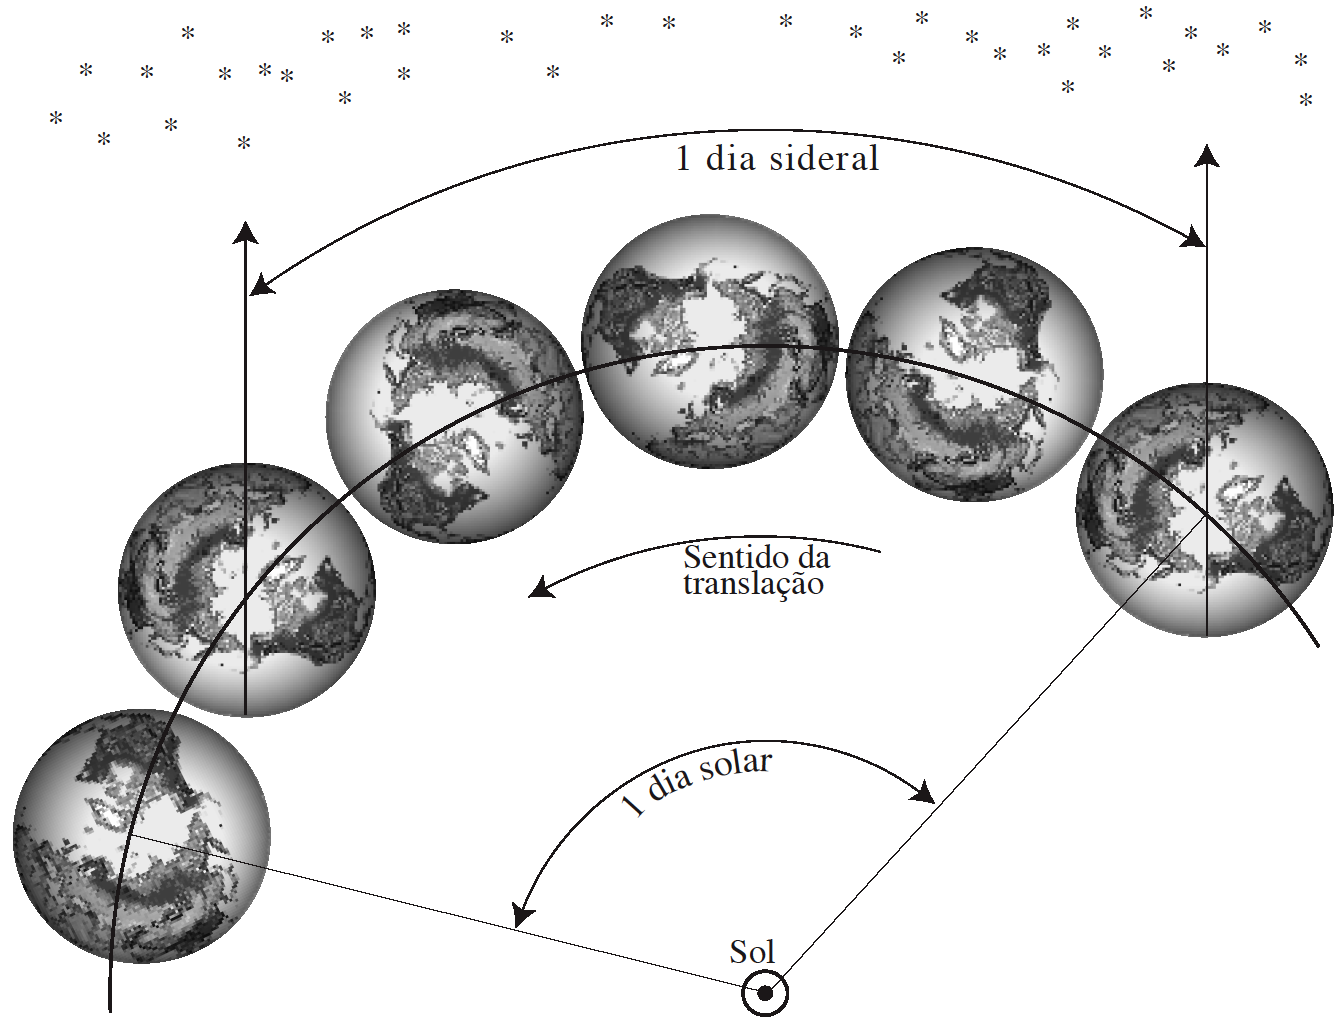 1 dia sideral
Sentido da
translação
1 dia solar
Sol